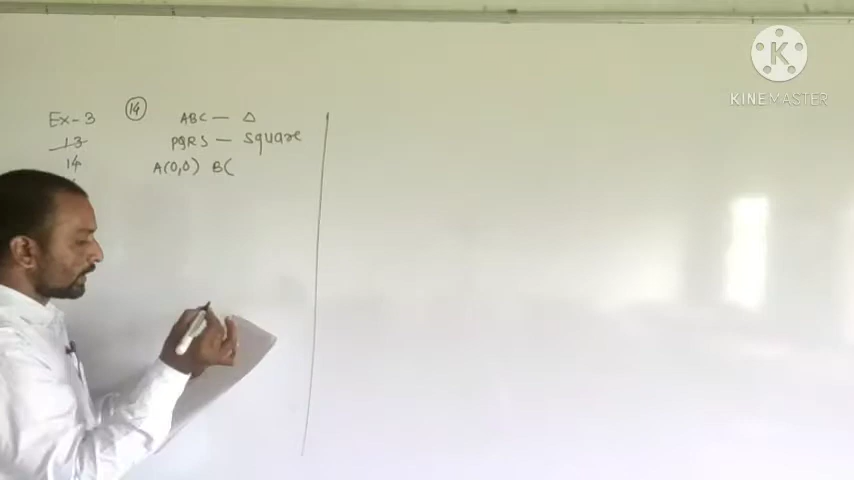 Ex-3
13
14
14
ABC — Δ
PQRS — Square
A(0,0) B(
KINEMASTER